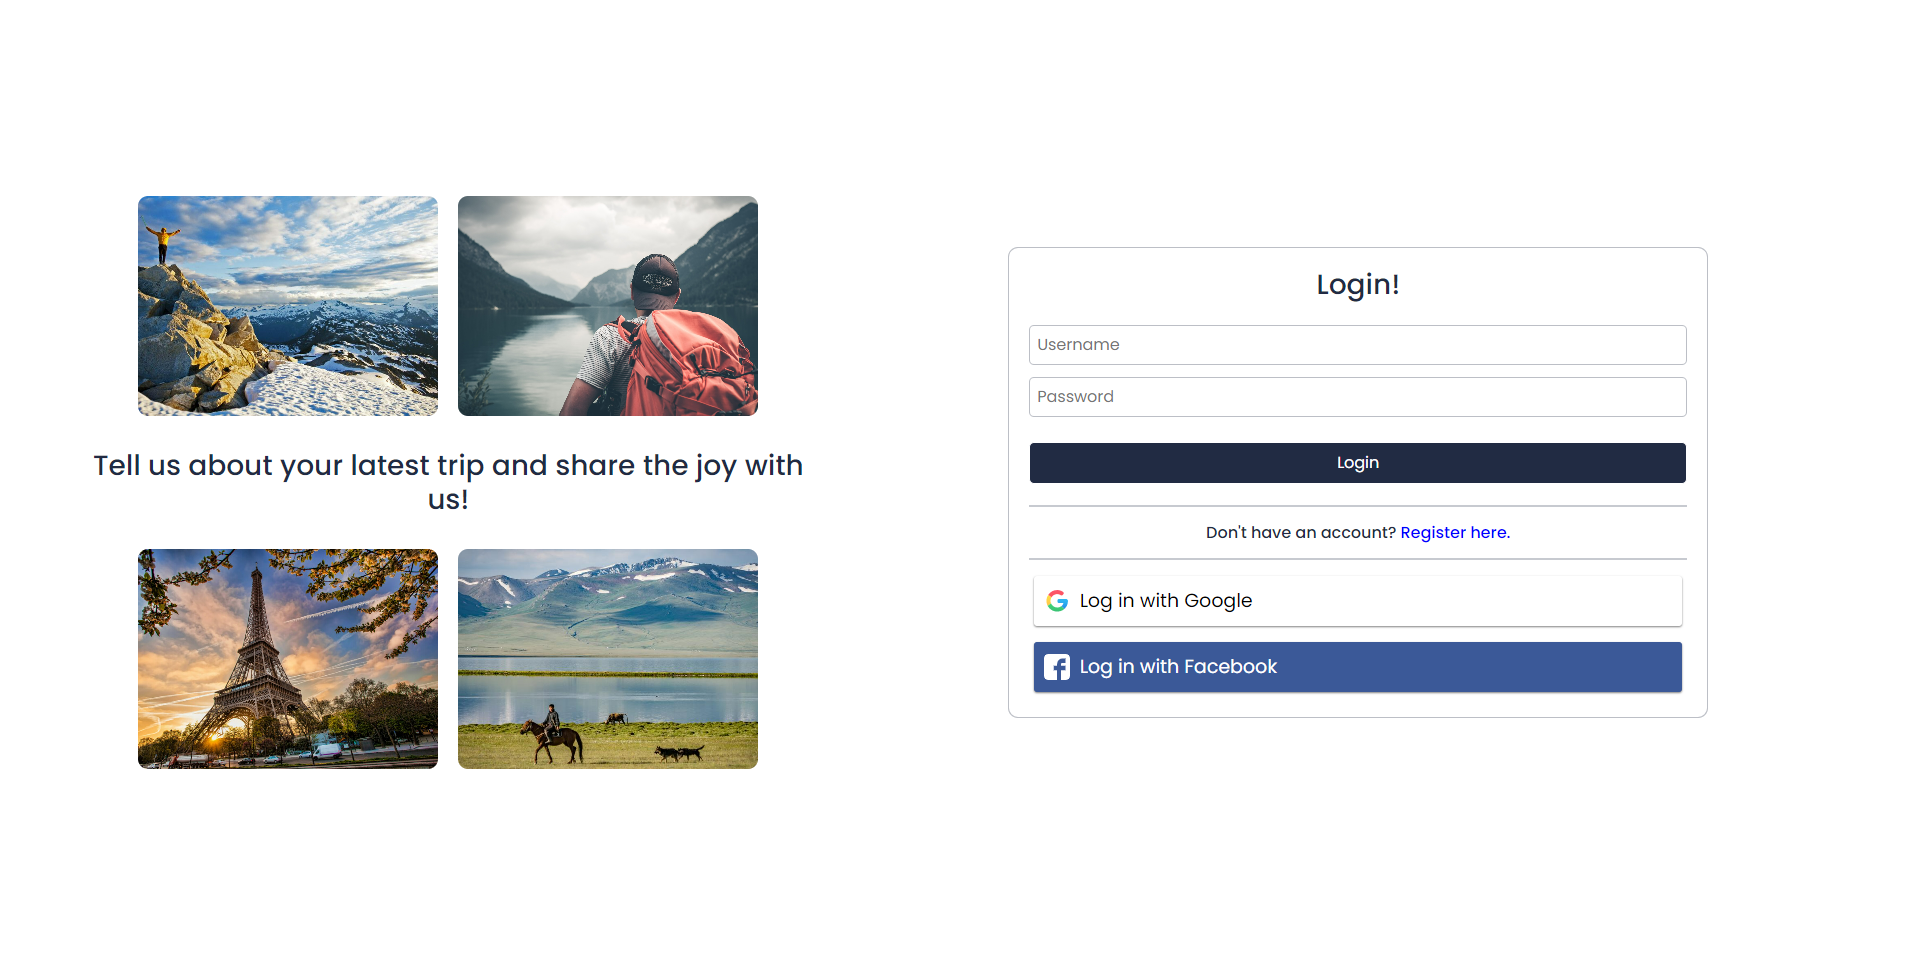 Tell us about your latest trip and share the joy with
us!
Login!
Username
Password
Login
Don't have an account? Register here.
Log in with Google
Log in with Facebook